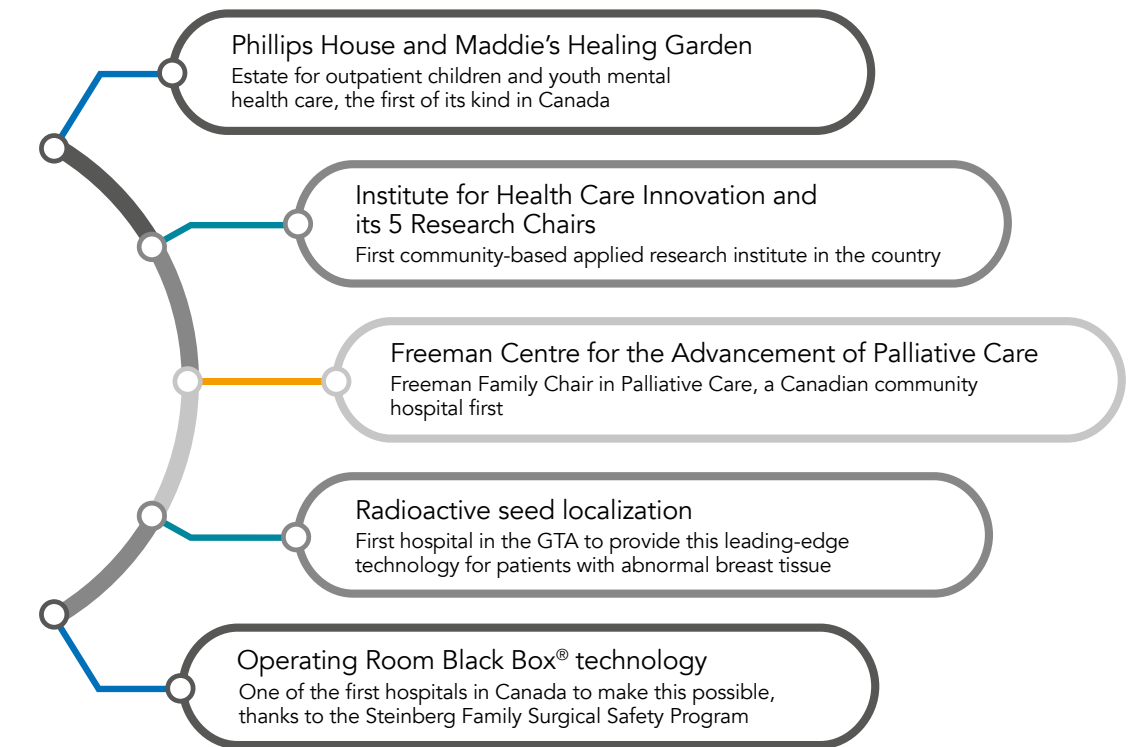 Phillips House and Maddie’s Healing Garden
Estate for outpatient children and youth mental
health care, the first of its kind in Canada
Institute for Health Care Innovation and
its 5 Research Chairs
First community-based applied research institute in the country
Freeman Centre for the Advancement of Palliative Care
Freeman Family Chair in Palliative Care, a Canadian community
hospital first
Radioactive seed localization
First hospital in the GTA to provide this leading-edge
technology for patients with abnormal breast tissue
Operating Room Black Box® technology
One of the first hospitals in Canada to make this possible,
thanks to the Steinberg Family Surgical Safety Program